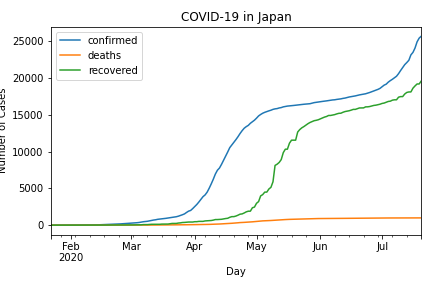 COVID-19 in Japan
confirmed
deaths
recovered
25000
20000
15000
10000
5000
0
Number of Cases
Feb
2020
Mar
Apr
May
Jun
Jul
Day